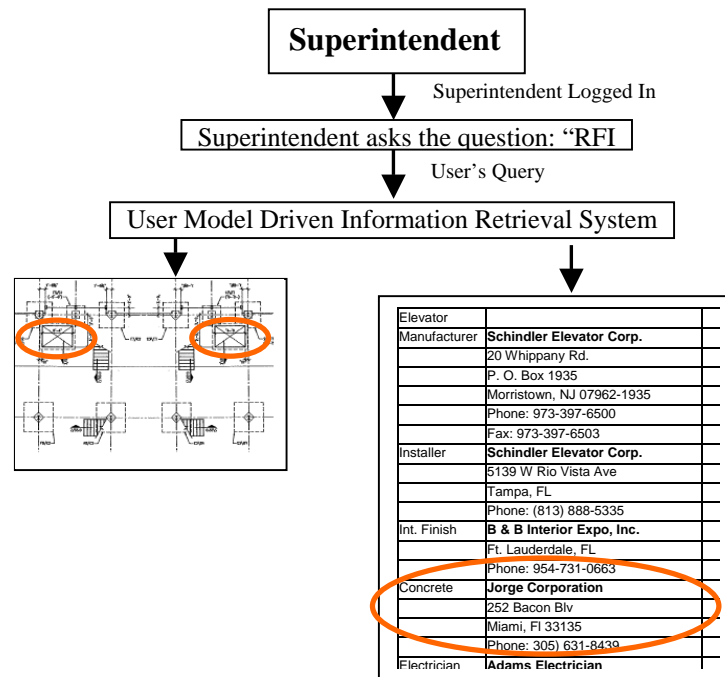 Superintendent
Superintendent Logged In
Superintendent asks the question: “RFI
User’s Query
User Model Driven Information Retrieval System
Elevator
Manufacturer Schindler Elevator Corp.
20 Whippany Rd.
P. O. Box 1935
Morristown, NJ 07962-1935
Phone: 973-397-6500
Fax: 973-397-6503
Installer Schindler Elevator Corp.
5139 W Rio Vista Ave
Tampa, FL
Phone: (813) 888-5335
Int. Finish B & B Interior Expo, Inc.
Ft. Lauderdale, FL
Phone: 954-731-0663
Concrete Jorge Corporation
252 Bacon Blv
Miami, Fl 33135
Phone: 305) 631-8439
Electrician Adams Electrician